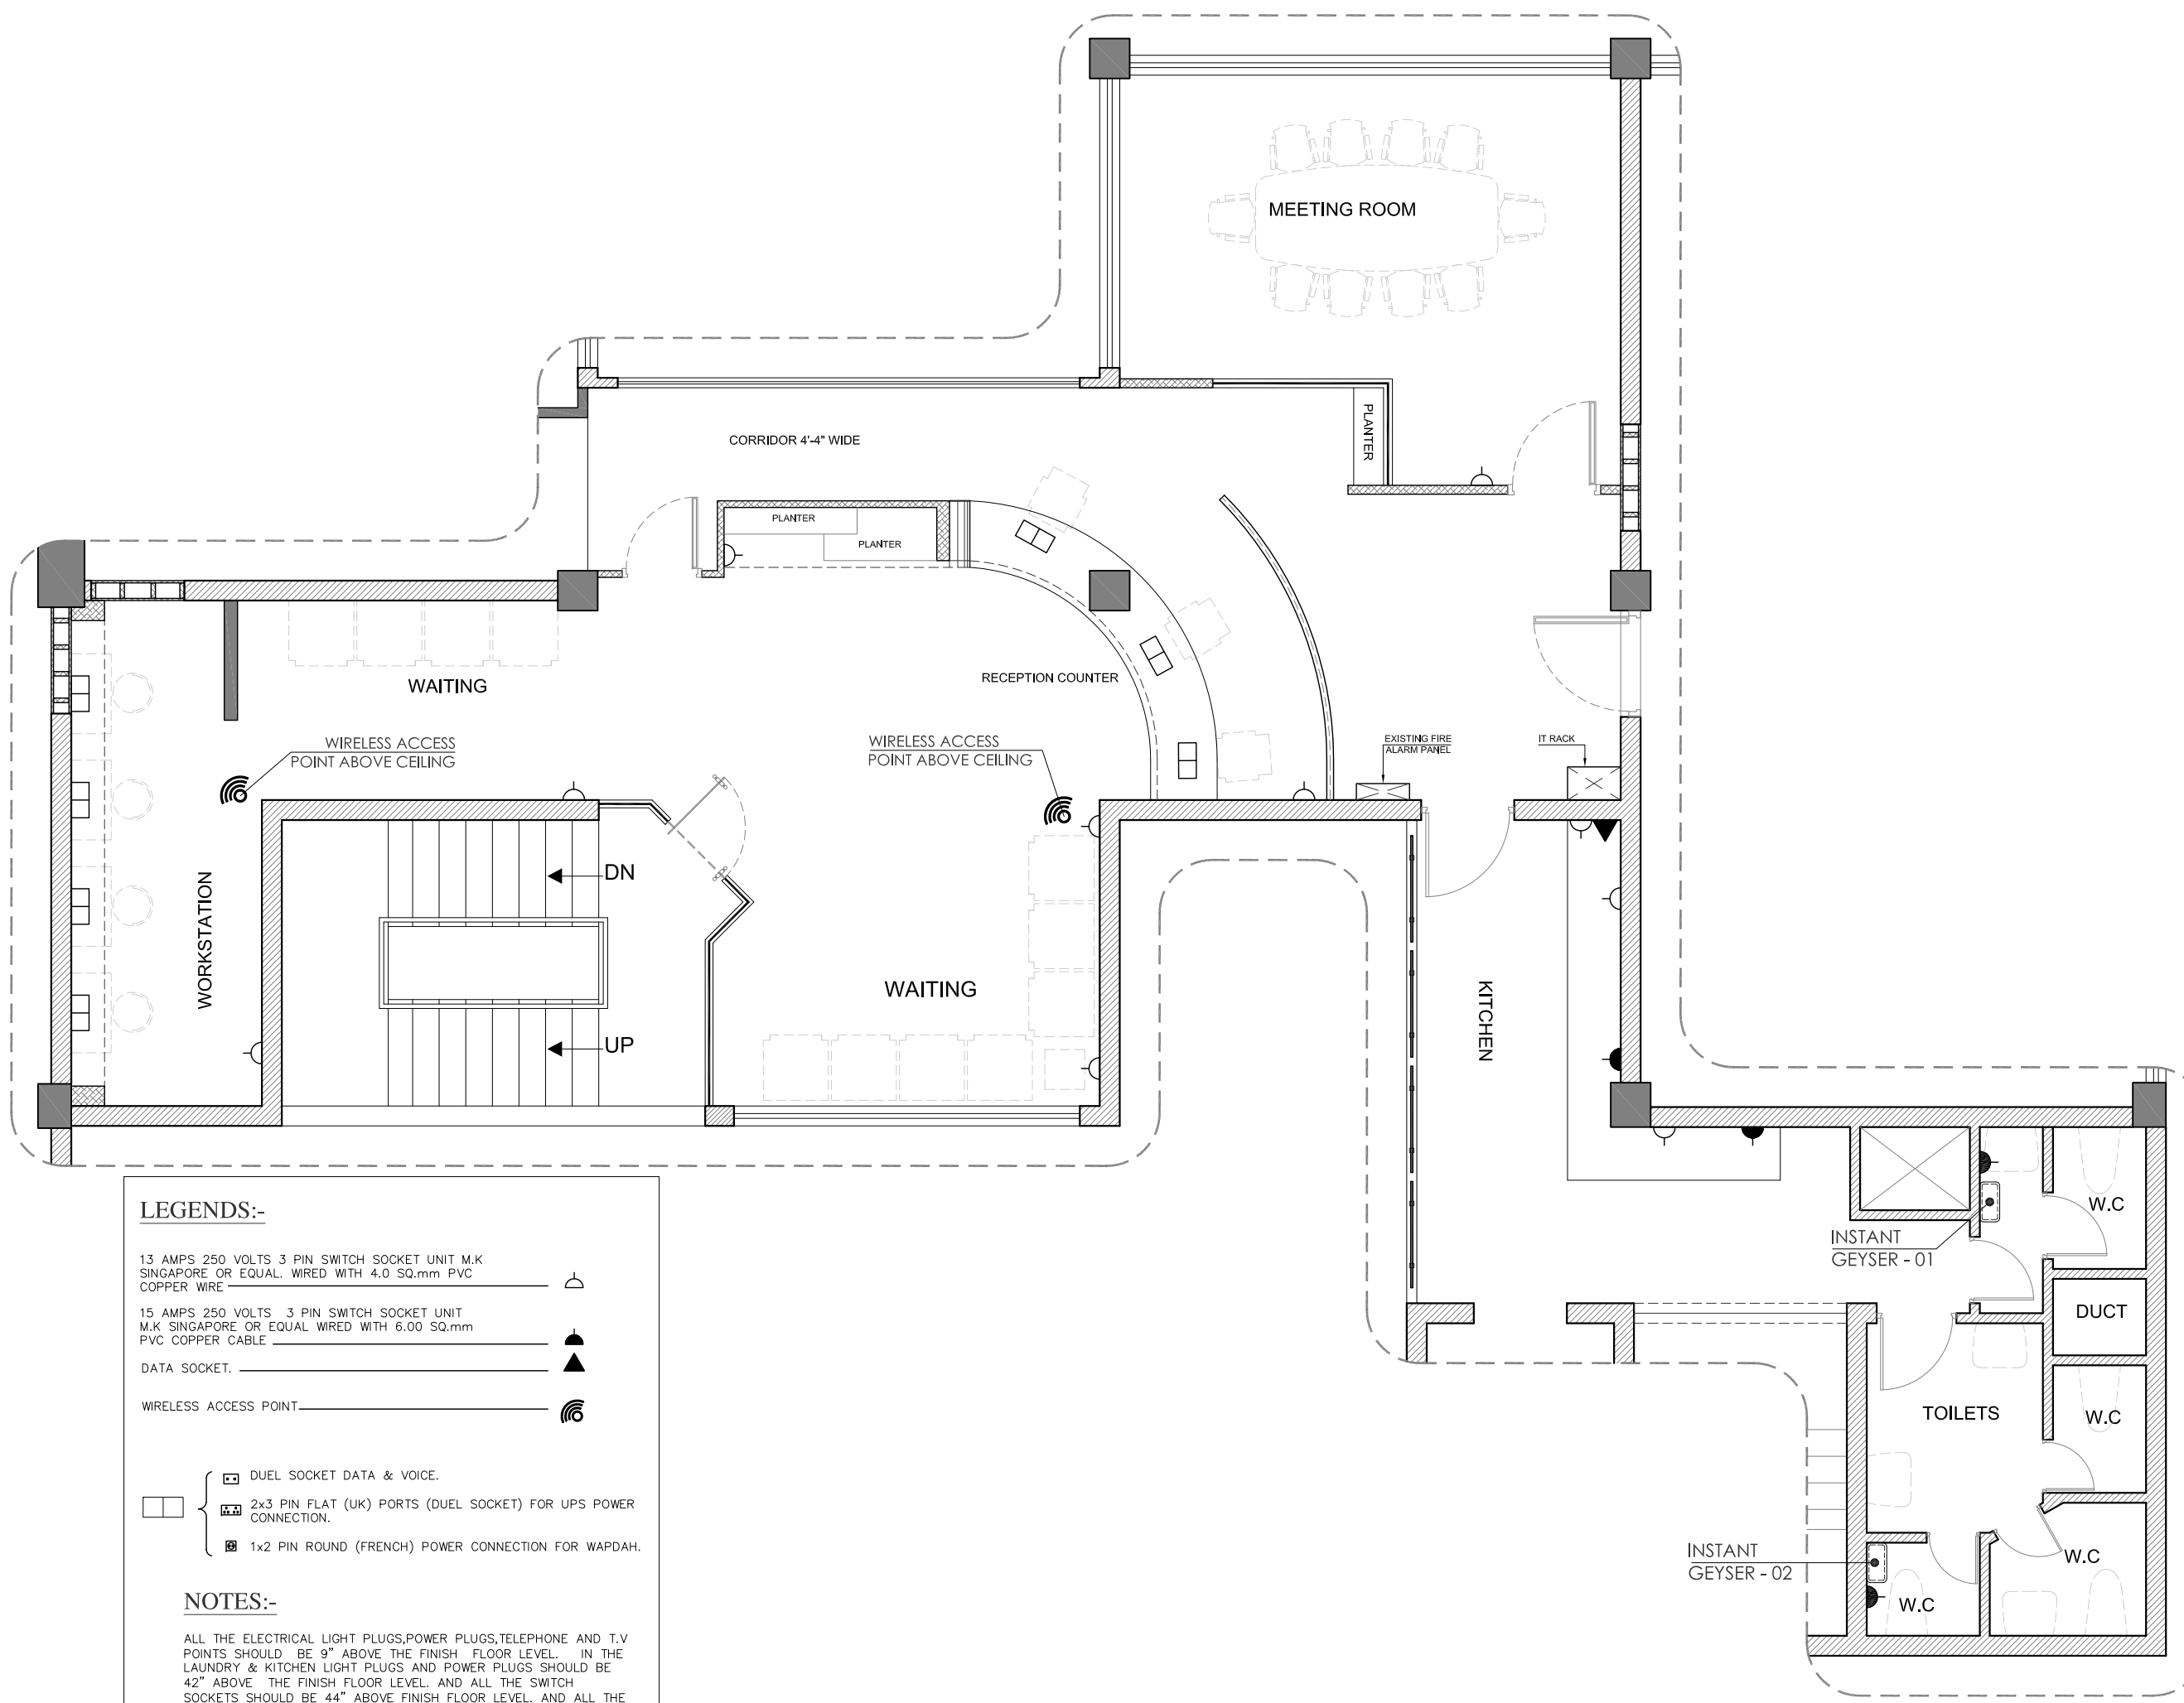 MEETING ROOM
PLANTER
CORRIDOR 4'-4" WIDE
PLANTER
PLANTER
WAITING
RECEPTION COUNTER
WIRELESS ACCESS
POINT ABOVE CEILING
WIRELESS ACCESS
POINT ABOVE CEILING
EXISTING FIRE
ALARM PANEL
IT RACK
DN
WORKSTATION
WAITING
KITCHEN
UP
W.C
INSTANT
GEYSER - 01
DUCT
TOILETS
W.C
INSTANT
GEYSER - 02
W.C
W.C
LEGENDS:-
13 AMPS 250 VOLTS 3 PIN SWITCH SOCKET UNIT M.K
SINGAPORE OR EQUAL. WIRED WITH 4.0 SQ.mm PVC
COPPER WIRE
15 AMPS 250 VOLTS 3 PIN SWITCH SOCKET UNIT
M.K SINGAPORE OR EQUAL WIRED WITH 6.00 SQ.mm
PVC COPPER CABLE
DATA SOCKET.
WIRELESS ACCESS POINT
DUEL SOCKET DATA & VOICE.
2x3 PIN FLAT (UK) PORTS (DUEL SOCKET) FOR UPS POWER
CONNECTION.
1x2 PIN ROUND (FRENCH) POWER CONNECTION FOR WAPDAH.
NOTES:-
ALL THE ELECTRICAL LIGHT PLUGS,POWER PLUGS,TELEPHONE AND T.V
POINTS SHOULD BE 9" ABOVE THE FINISH FLOOR LEVEL. IN THE
LAUNDRY & KITCHEN LIGHT PLUGS AND POWER PLUGS SHOULD BE
42" ABOVE THE FINISH FLOOR LEVEL. AND ALL THE SWITCH
SOCKETS SHOULD BE 44" ABOVE FINISH FLOOR LEVEL. AND ALL THE